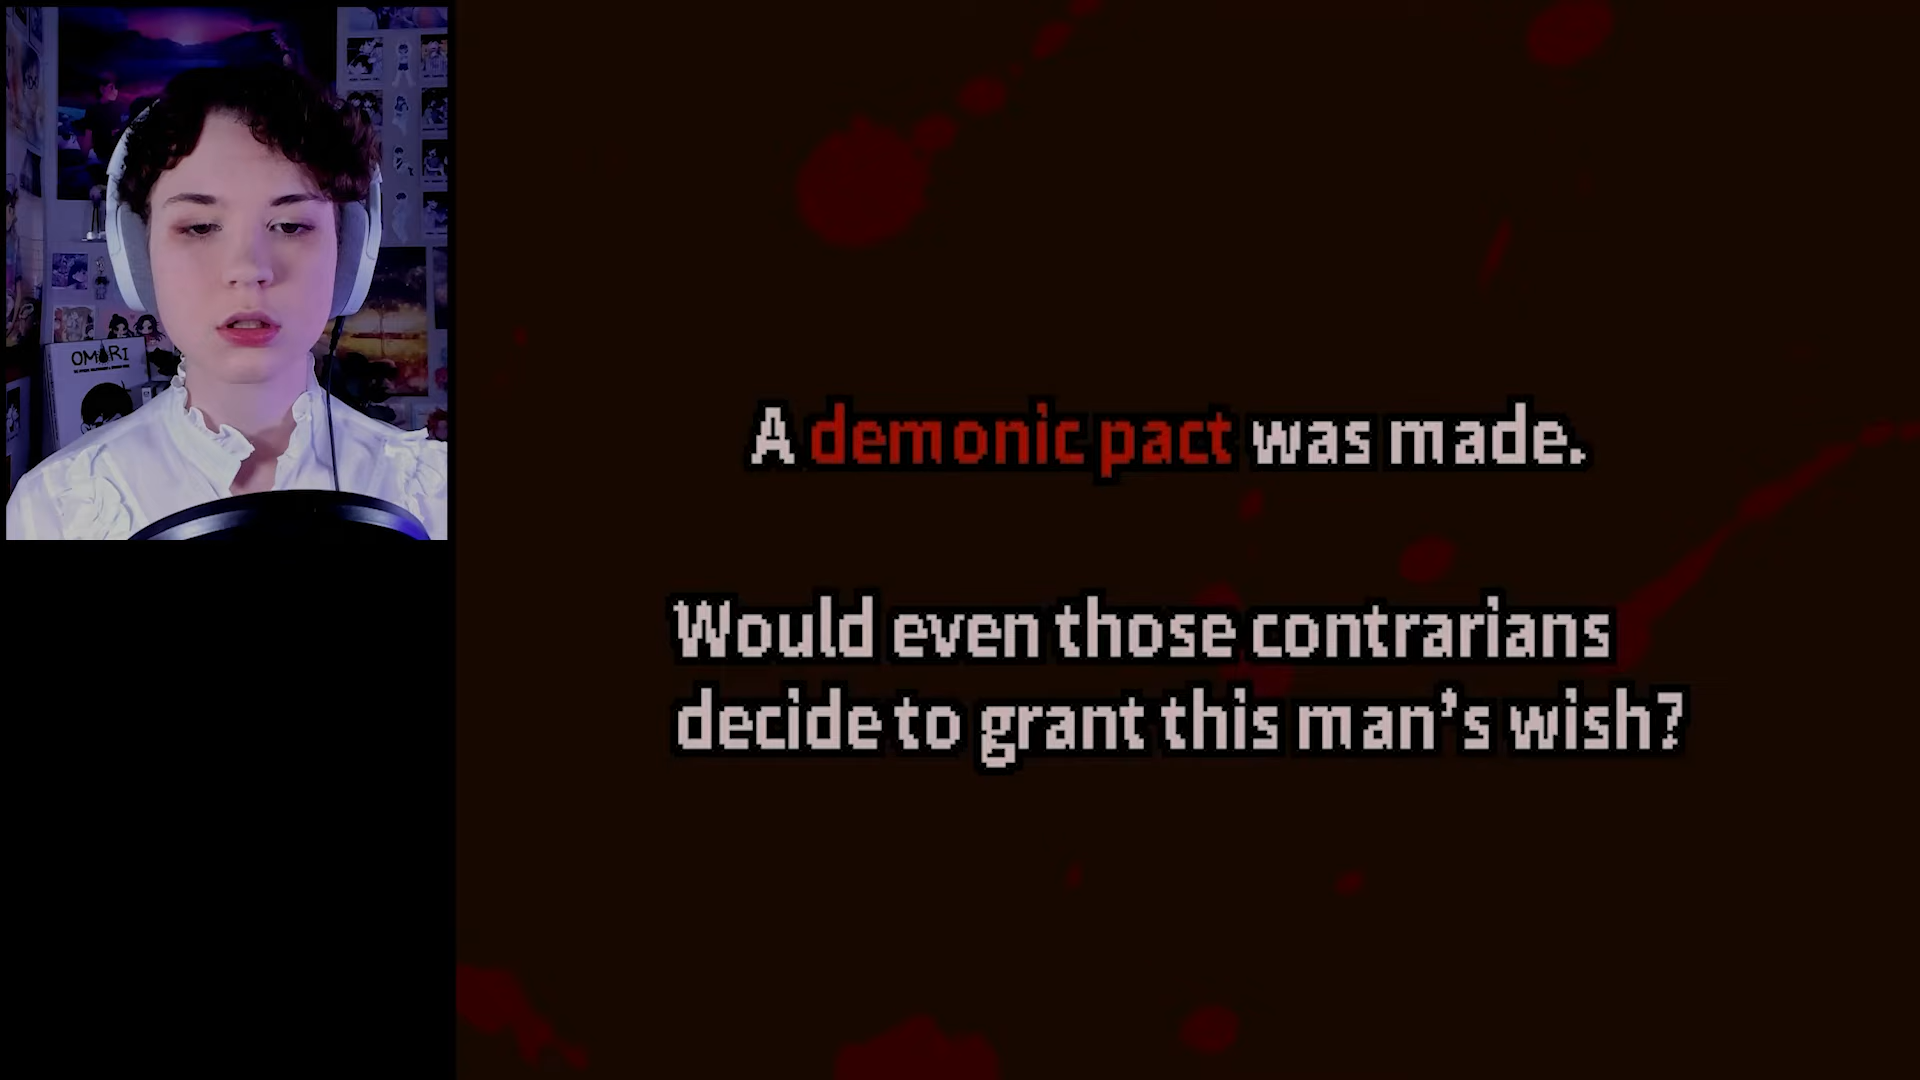 OMORI
A demonic pact was made.
Would even those contrarians
decide to grant this man's wish?